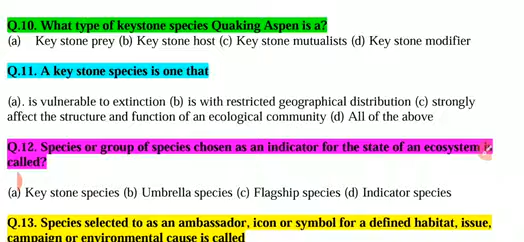 Q.10. What type of keystone species Quaking Aspen is a?
(a) Key stone prey (b) Key stone host (c) Key stone mutualists (d) Key stone modifier
Q.11. A key stone species is one that
(a). is vulnerable to extinction (b) is with restricted geographical distribution (c) strongly
affect the structure and function of an ecological community (d) All of the above
Q.12. Species or group of species chosen as an indicator for the state of an ecosystem is
called?
(a) Key stone species (b) Umbrella species (c) Flagship species (d) Indicator species
Q.13. Species selected to as an ambassador, icon or symbol for a defined habitat, issue,
campaign or environmental cause is called